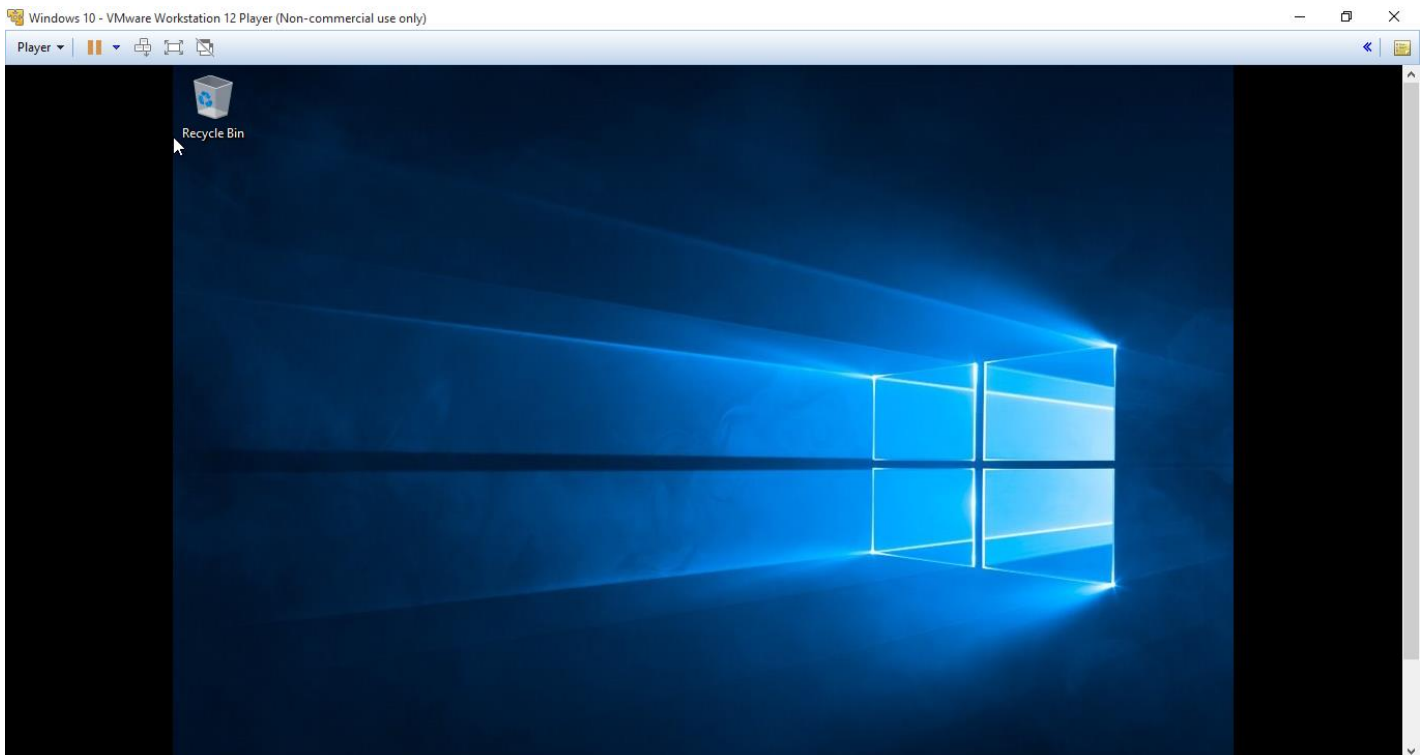 Windows 10 - VMware Workstation 12 Player (Non-commercial use only)
Player
Recycle Bin